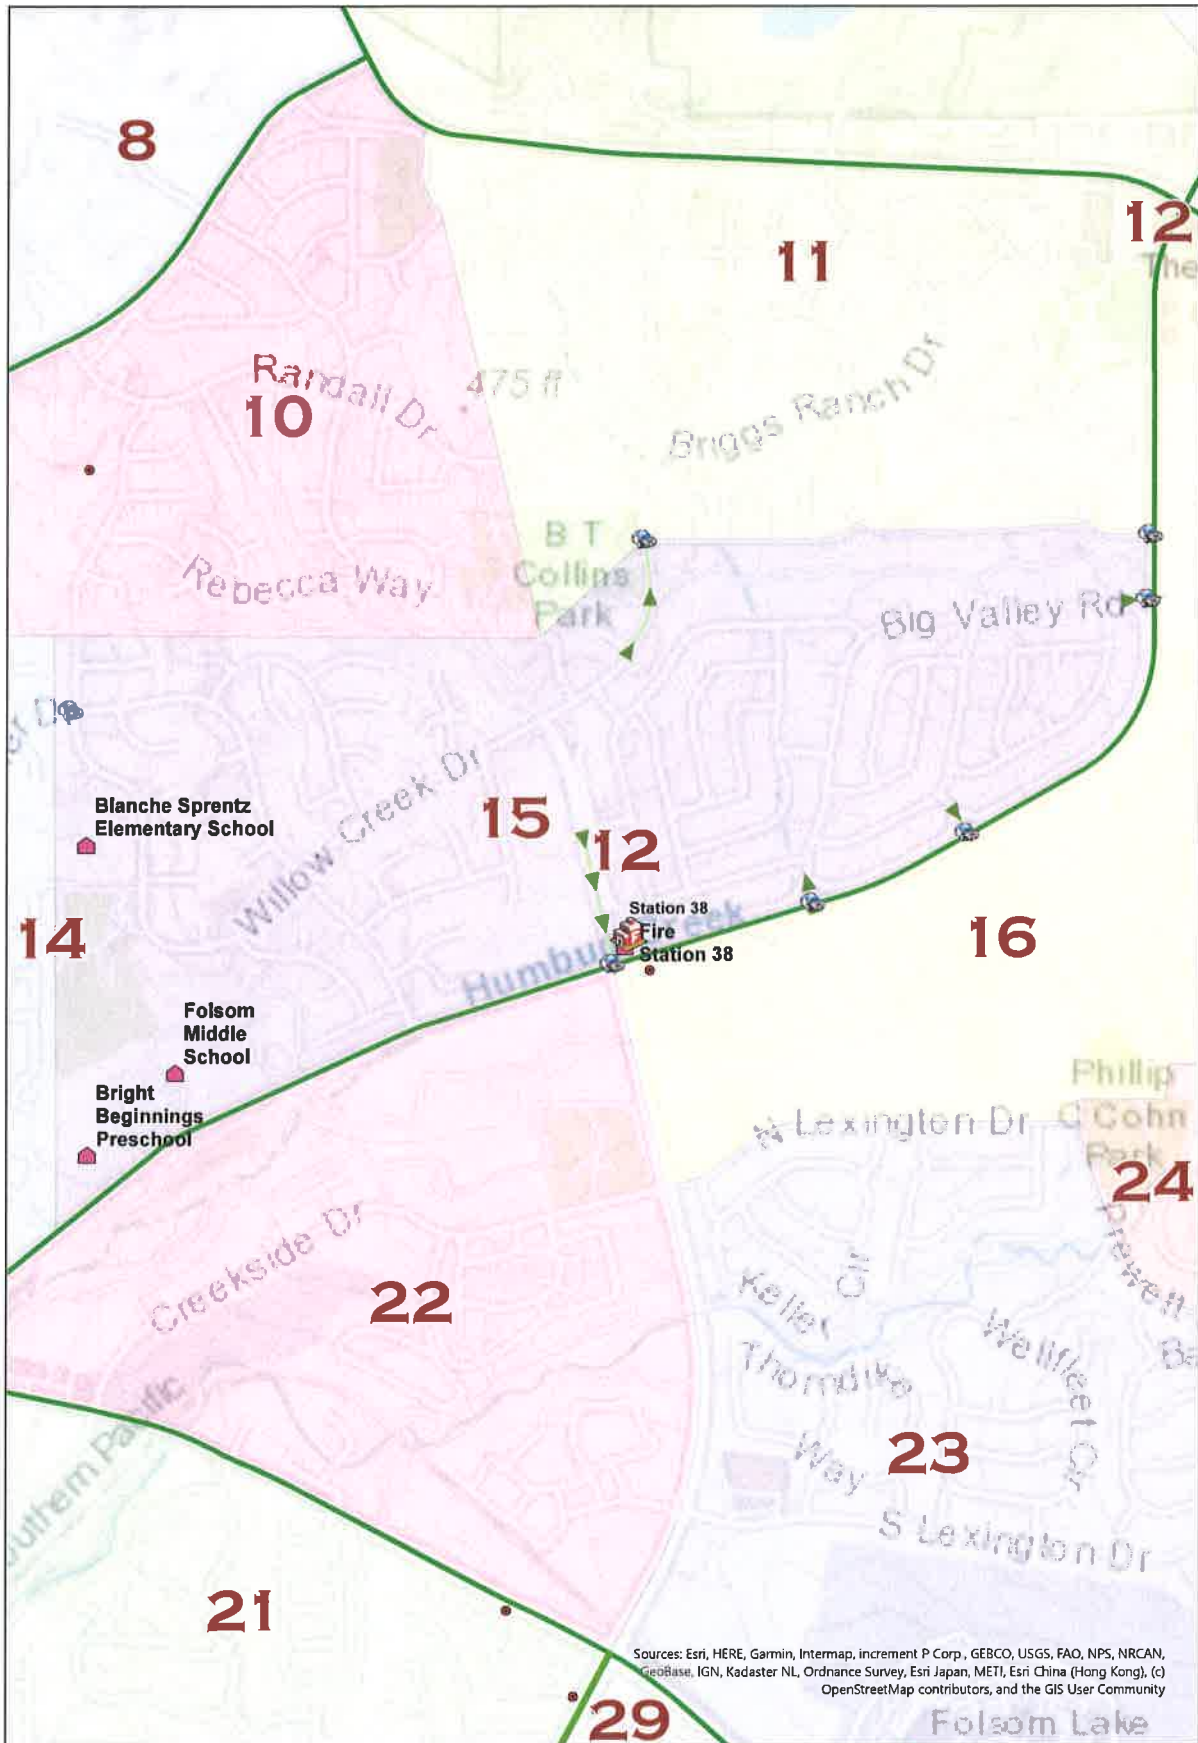 8
12
The
11
Briggs Ranch Dr
Randall Dr
475 ft
10
B T
Collins
Park
Rebecca Way
Big Valley Rd
Willow Creek Dr
Blanche Sprentz
Elementary School
15
12
Station 38
Fire
Station 38
Humbug Creek
14
16
Folsom
Middle
School
Bright
Beginnings
Preschool
Phillip
C Cohn
Park
N Lexington Dr
24
Prewett
Creekside Dr
22
Keller
Cir
Thorndike
Way
Wellfleet Cir
Ba
23
S Lexington Dr
outhern Pacific
21
Sources: Esri, HERE, Garmin, Intermap, increment P Corp., GEBCO, USGS, FAO, NPS, NRCAN,
GeoBase, IGN, Kadaster NL, Ordnance Survey, Esri Japan, METI, Esri China (Hong Kong), (c)
OpenStreetMap contributors, and the GIS User Community
29
Folsom Lake